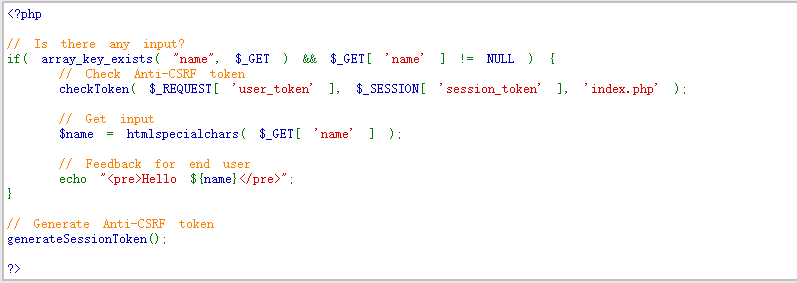 <?php
// Is there any input?
if( array_key_exists( "name", $_GET ) && $_GET[ 'name' ] != NULL ) {
// Check Anti-CSRF token
checkToken( $_REQUEST[ 'user_token' ], $_SESSION[ 'session_token' ], 'index.php' );
// Get input
$name = htmlspecialchars( $_GET[ 'name' ] );
// Feedback for end user
echo "<pre>Hello ${name}</pre>";
}
// Generate Anti-CSRF token
generateSessionToken();
?>